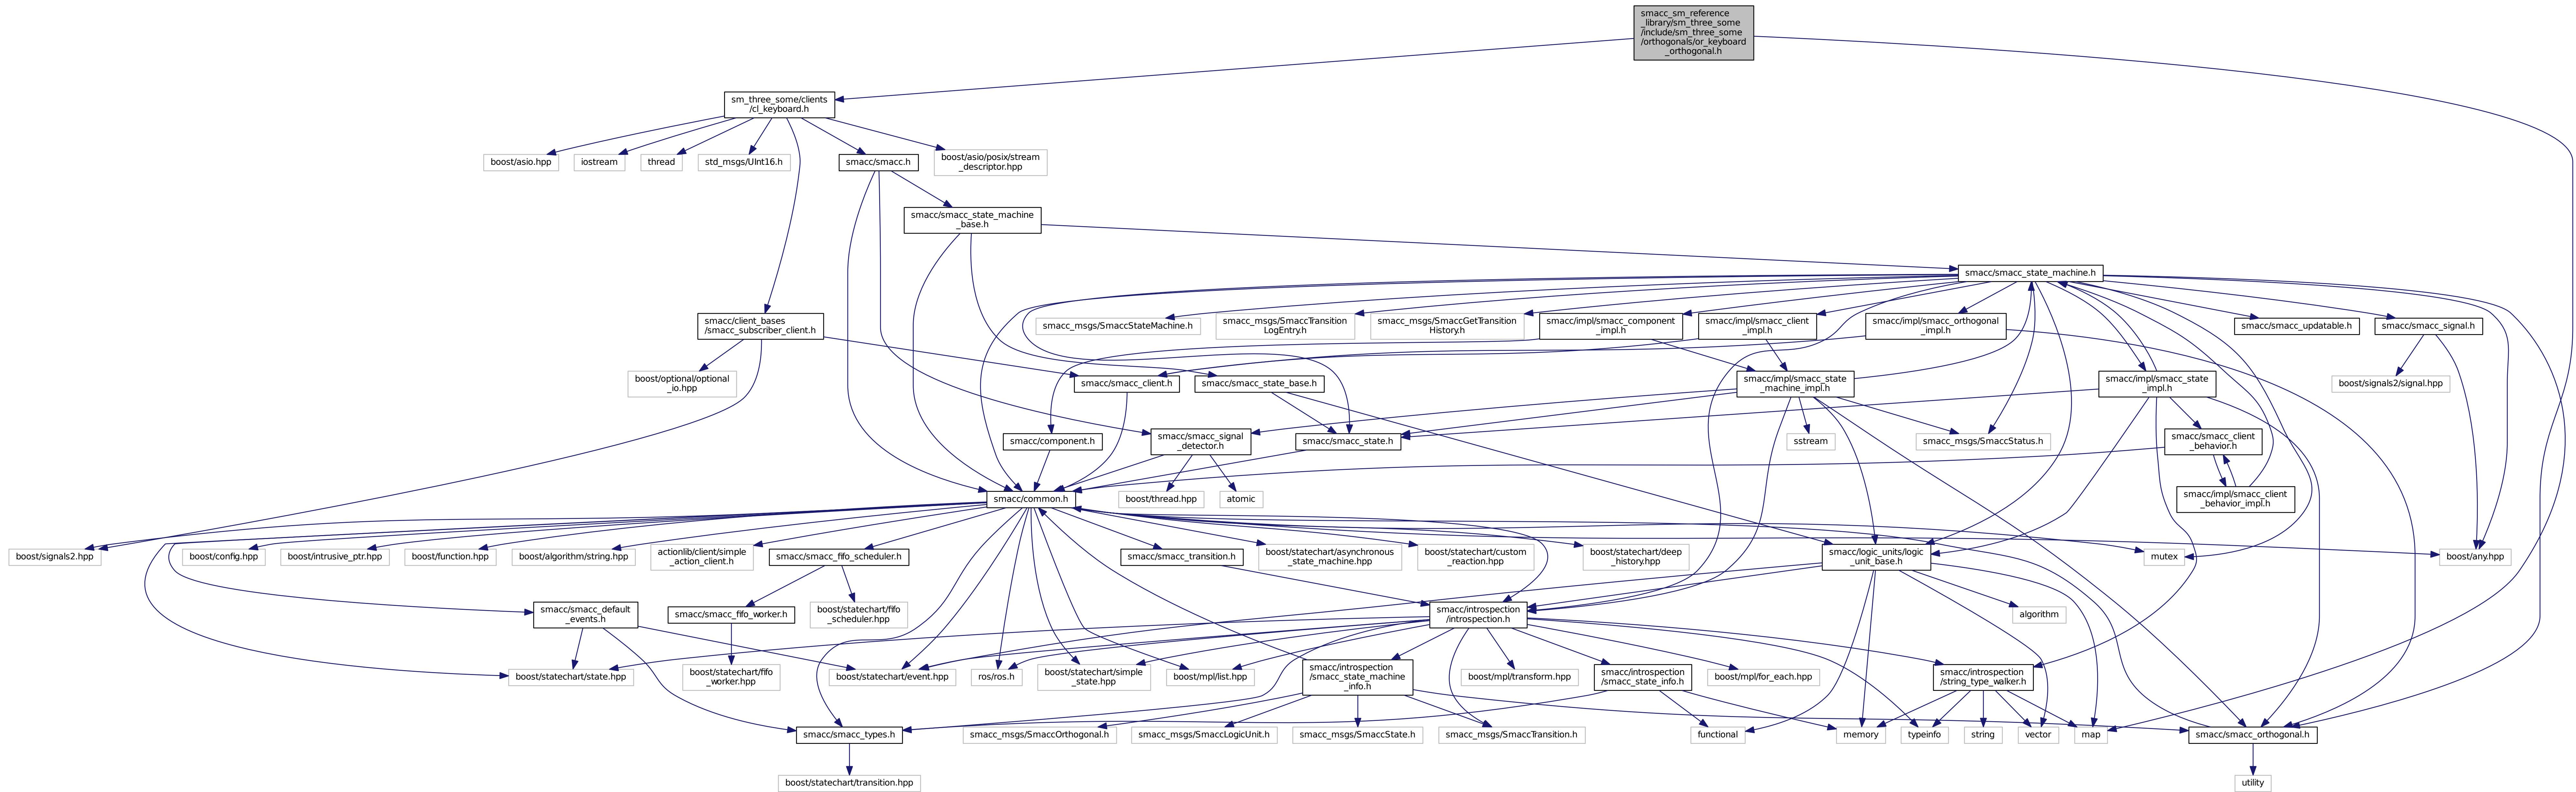 smacc_sm_reference
_library/sm_three_some
/include/sm_three_some
/orthogonals/or_keyboard
_orthogonal.h
sm_three_some/clients
/cl_keyboard.h
boost/asio.hpp
iostream
thread
std_msgs/UInt16.h
smacc/smacc.h
boost/asio/posix/stream
_descriptor.hpp
smacc/smacc_state_machine
_base.h
smacc/smacc_state_machine.h
smacc/client_bases
/smacc_subscriber_client.h
smacc_msgs/SmaccStateMachine.h
smacc_msgs/SmaccTransition
LogEntry.h
smacc_msgs/SmaccGetTransition
History.h
smacc/impl/smacc_component
_impl.h
smacc/impl/smacc_client
_impl.h
smacc/impl/smacc_orthogonal
_impl.h
smacc/smacc_updatable.h
smacc/smacc_signal.h
boost/optional/optional
_io.hpp
smacc/smacc_client.h
smacc/smacc_state_base.h
smacc/impl/smacc_state
_machine_impl.h
smacc/impl/smacc_state
_impl.h
boost/signals2/signal.hpp
smacc/component.h
smacc/smacc_signal
_detector.h
smacc/smacc_state.h
sstream
smacc_msgs/SmaccStatus.h
smacc/smacc_client
_behavior.h
smacc/common.h
boost/thread.hpp
atomic
smacc/impl/smacc_client
_behavior_impl.h
boost/signals2.hpp
boost/config.hpp
boost/intrusive_ptr.hpp
boost/function.hpp
boost/algorithm/string.hpp
actionlib/client/simple
_action_client.h
smacc/smacc_fifo_scheduler.h
smacc/smacc_transition.h
boost/statechart/asynchronous
_state_machine.hpp
boost/statechart/custom
_reaction.hpp
boost/statechart/deep
_history.hpp
smacc/logic_units/logic
_unit_base.h
mutex
boost/any.hpp
smacc/smacc_default
_events.h
smacc/smacc_fifo_worker.h
boost/statechart/fifo
_scheduler.hpp
smacc/introspection
/introspection.h
algorithm
boost/statechart/state.hpp
boost/statechart/fifo
_worker.hpp
boost/statechart/event.hpp
ros/ros.h
boost/statechart/simple
_state.hpp
boost/mpl/list.hpp
smacc/introspection
/smacc_state_machine
_info.h
boost/mpl/transform.hpp
smacc/introspection
/smacc_state_info.h
boost/mpl/for_each.hpp
smacc/introspection
/string_type_walker.h
smacc/smacc_types.h
smacc_msgs/SmaccOrthogonal.h
smacc_msgs/SmaccLogicUnit.h
smacc_msgs/SmaccState.h
smacc_msgs/SmaccTransition.h
functional
memory
typeinfo
string
vector
map
smacc/smacc_orthogonal.h
boost/statechart/transition.hpp
utility